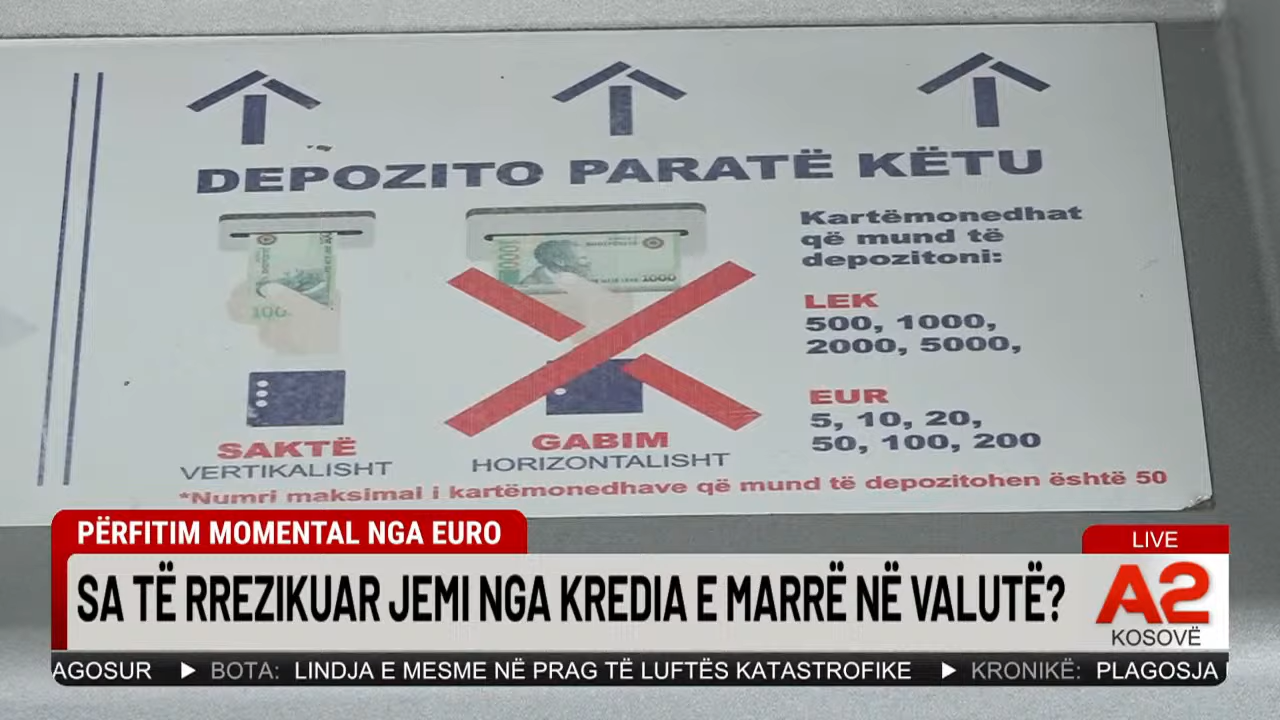 DEPOZITO PARATË KËTU
Kartëmonedhat
që mund të
depozitoni:
LEK
500, 1000,
2000, 5000,
EUR
5, 10, 20,
50, 100, 200
1000
SAKTË
VERTIKALISHT
GABIM
HORIZONTALISHT
*Numri maksimal i kartëmonedhave që mund të depozitohen është 50
PËRFITIM MOMENTAL NGA EURO
SA TË RREZIKUAR JEMI NGA KREDIA E MARRË NË VALUTË?
LIVE
A2
KOSOVË
AGOSUR ▶ BOTA: LINDJA E MESME NË PRAG TË LUFTËS KATASTROFIKE ▶ KRONIKË: PLAGOSJA